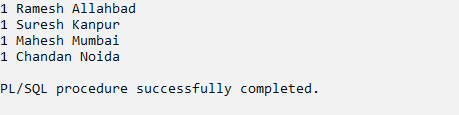 1 Ramesh Allahbad
1 Suresh Kanpur
1 Mahesh Mumbai
1 Chandan Noida
PL/SQL procedure successfully completed.